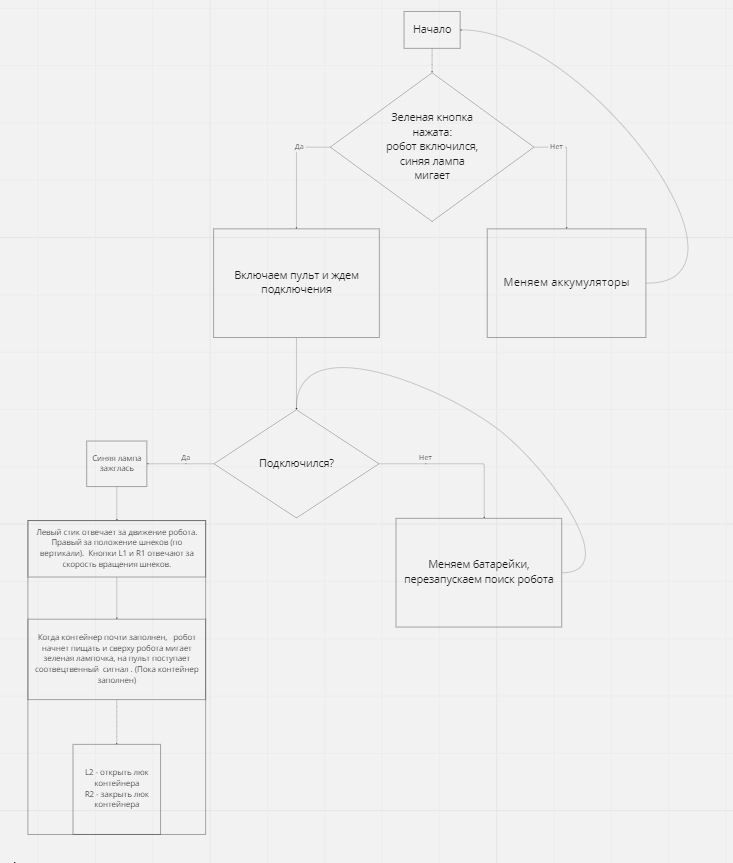 Начало
Зеленая кнопка
нажата:
робот включился,
синяя лампа
мигает
Да
Нет
Включаем пульт и ждем
подключения
Меняем аккумуляторы
Подключился?
Да
Нет
Синяя лампа
зажглась
Меняем батарейки,
перезапускаем поиск робота
Левый стик отвечает за движение робота.
Правый за положение шнеков (по
вертикали). Кнопки L1 и R1 отвечают за
скорость вращения шнеков.
Когда контейнер почти заполнен, робот
начнет пищать и сверху робота мигает
зеленая лампочка, на пульт поступает
соотвецтвенный сигнал . (Пока контейнер
заполнен)
L2 - открыть люк
контейнера
R2 - закрыть люк
контейнера